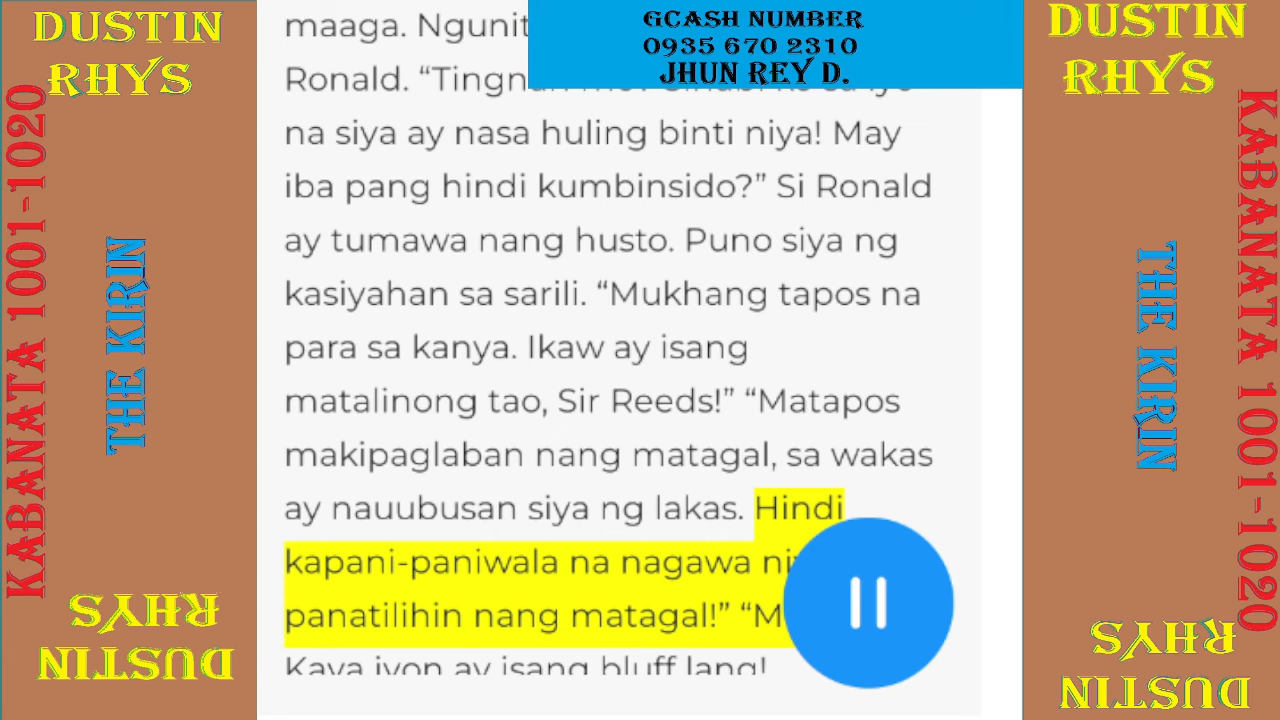 DUSTIN
RHYS
KABANATA 1001-1020
THE KIRIN
DUSTIN
RHYS
GCASH NUMBER
0935 670 2310
JHUN REY D.
maaga. Ngunit
Ronald. “Tingnan
na siya ay nasa huling binti niya! May
iba pang hindi kumbinsido?” Si Ronald
ay tumawa nang husto. Puno siya ng
kasiyahan sa sarili. “Mukhang tapos na
para sa kanya. Ikaw ay isang
matalinong tao, Sir Reeds!” “Matapos
makipaglaban nang matagal, sa wakas
ay nauubusan siya ng lakas. Hindi
kapani-paniwala na nagawa
panatilihin nang matagal!”
Kaya iyon ay isang bluff lang!
DUSTIN
RHYS
THE KIRIN
KABANATA 1001-1020
DUSTIN
RHYS